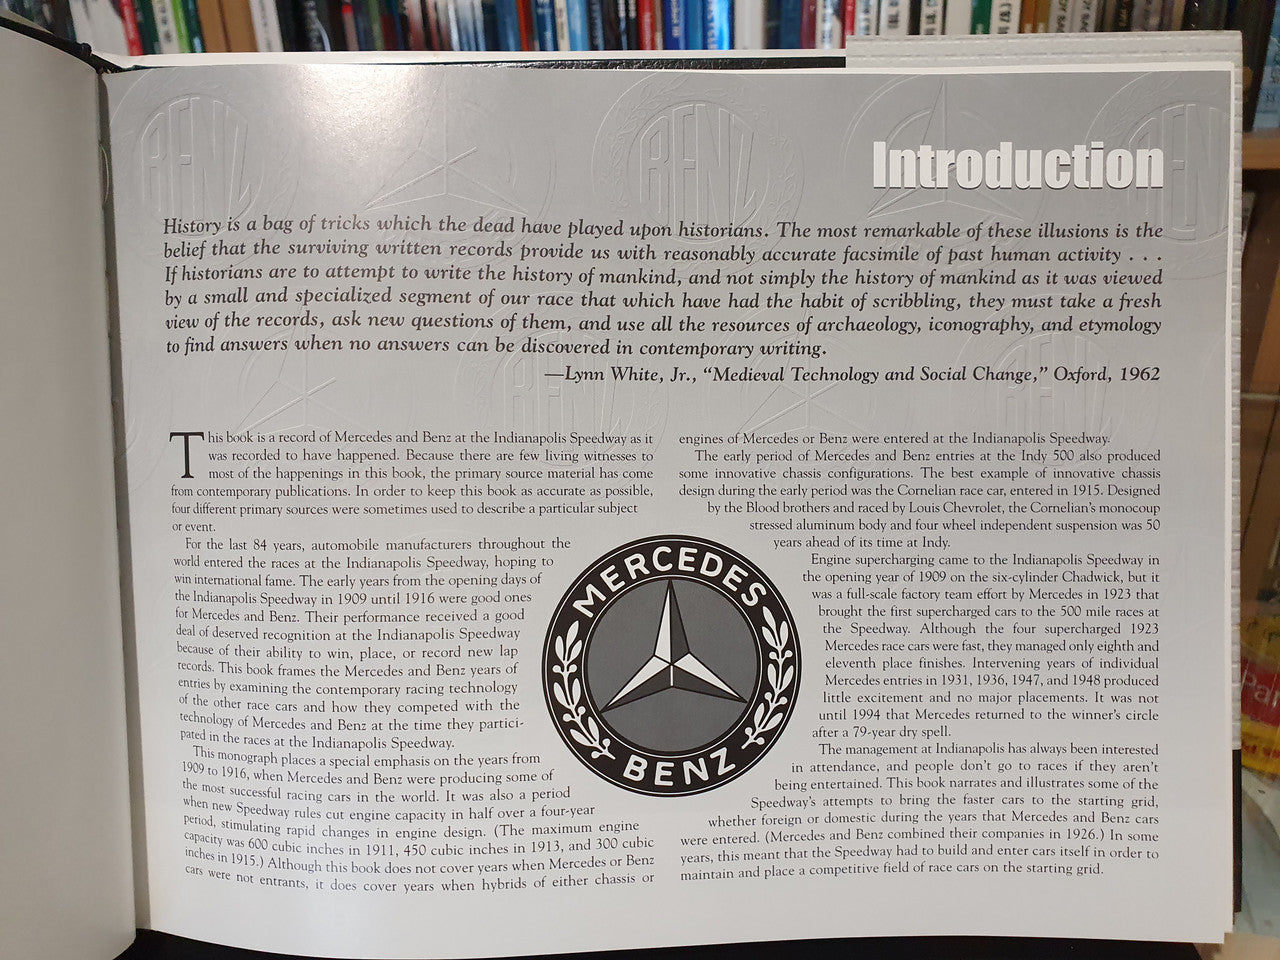 Introduction
History is a bag of tricks which the dead have played upon historians. The most remarkable of these illusions is the
belief that the surviving written records provide us with reasonably accurate facsimile of past human activity . . .
If historians are to attempt to write the history of mankind, and not simply the history of mankind as it was viewed
by a small and specialized segment of our race that which have had the habit of scribbling, they must take a fresh
view of the records, ask new questions of them, and use all the resources of archaeology, iconography, and etymology
to find answers when no answers can be discovered in contemporary writing.
—Lynn White, Jr., “Medieval Technology and Social Change,” Oxford, 1962
This book is a record of Mercedes and Benz at the Indianapolis Speedway as it
was recorded to have happened. Because there are few living witnesses to
most of the happenings in this book, the primary source material has come
from contemporary publications. In order to keep this book as accurate as possible,
four different primary sources were sometimes used to describe a particular subject
or event.
For the last 84 years, automobile manufacturers throughout the
world entered the races at the Indianapolis Speedway, hoping to
win international fame. The early years from the opening days of
the Indianapolis Speedway in 1909 until 1916 were good ones
for Mercedes and Benz. Their performance received a good
deal of deserved recognition at the Indianapolis Speedway
because of their ability to win, place, or record new lap
records. This book frames the Mercedes and Benz years of
entries by examining the contemporary racing technology
of the other race cars and how they competed with the
technology of Mercedes and Benz at the time they partici-
pated in the races at the Indianapolis Speedway.
This monograph places a special emphasis on the years from
1909 to 1916, when Mercedes and Benz were producing some of
the most successful racing cars in the world. It was also a period
when new Speedway rules cut engine capacity in half over a four-year
period, stimulating rapid changes in engine design. (The maximum engine
capacity was 600 cubic inches in 1911, 450 cubic inches in 1913, and 300 cubic
inches in 1915.) Although this book does not cover years when Mercedes or Benz
cars were not entrants, it does cover years when hybrids of either chassis or
engines of Mercedes or Benz were entered at the Indianapolis Speedway.
The early period of Mercedes and Benz entries at the Indy 500 also produced
some innovative chassis configurations. The best example of innovative chassis
design during the early period was the Cornelian race car, entered in 1915. Designed
by the Blood brothers and raced by Louis Chevrolet, the Cornelian's monocoup
stressed aluminum body and four wheel independent suspension was 50
years ahead of its time at Indy.
Engine supercharging came to the Indianapolis Speedway in
the opening year of 1909 on the six-cylinder Chadwick, but it
was a full-scale factory team effort by Mercedes in 1923 that
brought the first supercharged cars to the 500 mile races at
the Speedway. Although the four supercharged 1923
Mercedes race cars were fast, they managed only eighth and
eleventh place finishes. Intervening years of individual
Mercedes entries in 1931, 1936, 1947, and 1948 produced
little excitement and no major placements. It was not
until 1994 that Mercedes returned to the winner's circle
after a 79-year dry spell.
The management at Indianapolis has always been interested
in attendance, and people don't go to races if they aren't
being entertained. This book narrates and illustrates some of the
Speedway's attempts to bring the faster cars to the starting grid,
whether foreign or domestic during the years that Mercedes and Benz cars
were entered. (Mercedes and Benz combined their companies in 1926.) In some
years, this meant that the Speedway had to build and enter cars itself in order to
maintain and place a competitive field of race cars on the starting grid.
MERCEDES
BENZ
BENZ
BENZ
BENZ